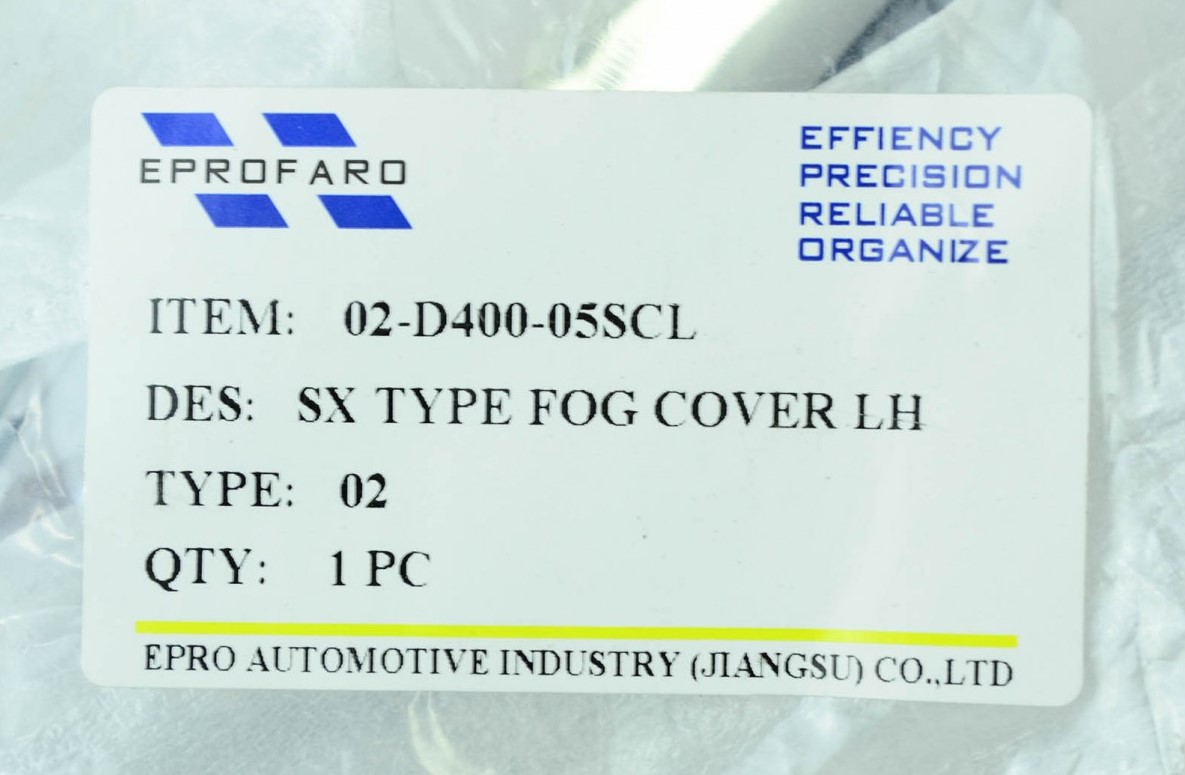 EPROFARO
EFFIENCY
PRECISION
RELIABLE
ORGANIZE
ITEM: 02-D400-05SCL
DES: SX TYPE FOG COVER LH
TYPE: 02
QTY: 1 PC
EPRO AUTOMOTIVE INDUSTRY (JIANGSU) CO.,LTD